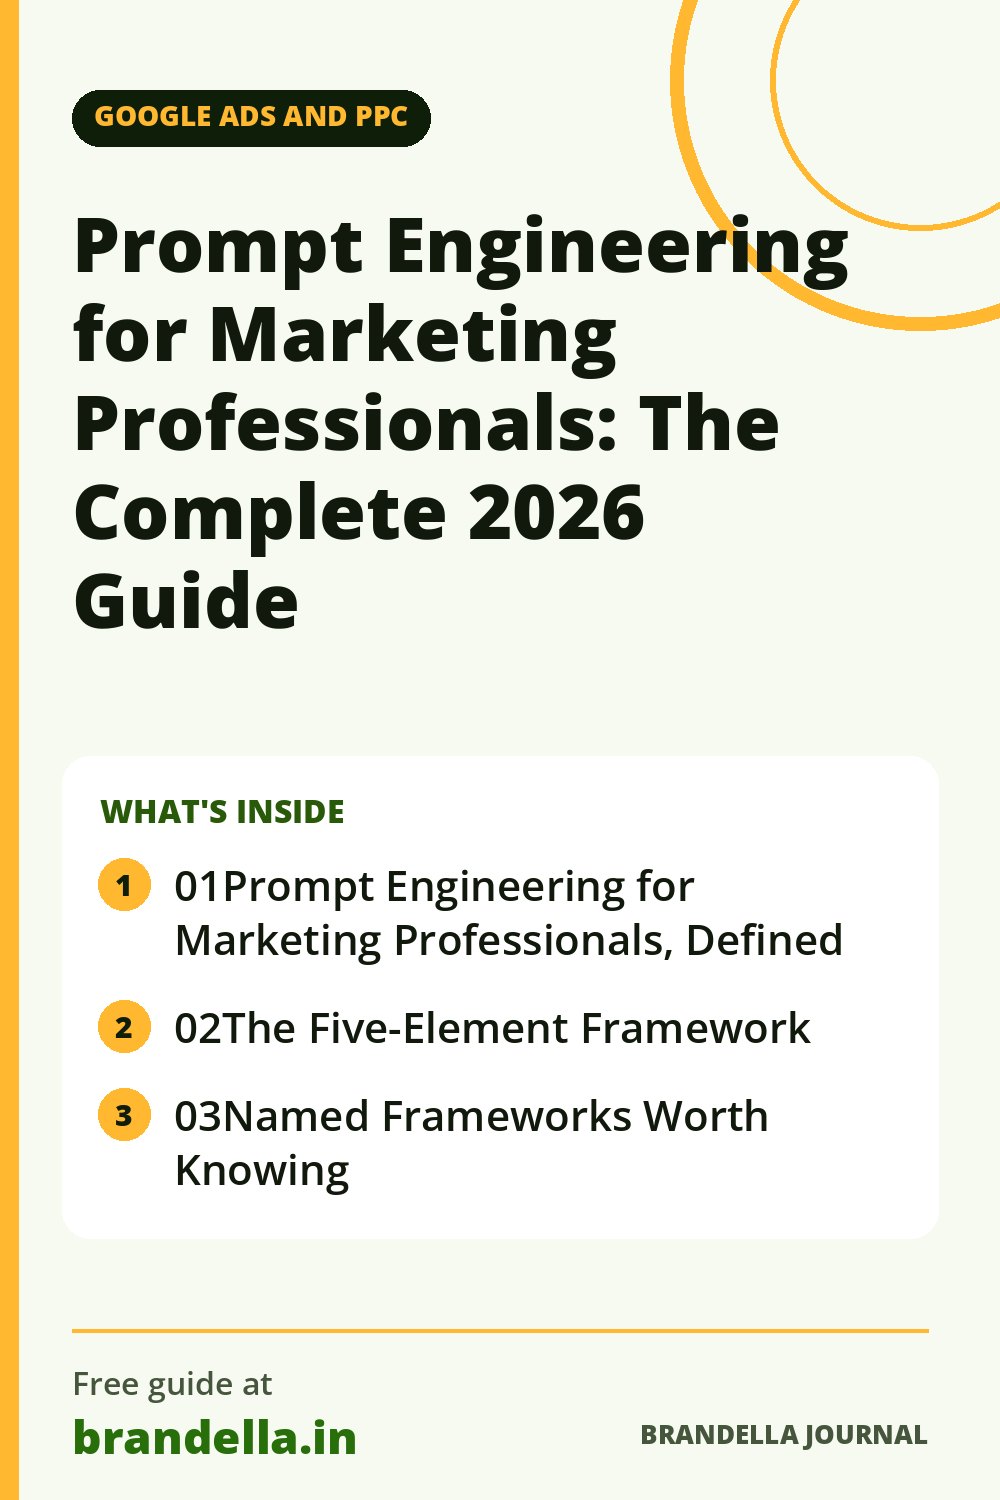 GOOGLE ADS AND PPC
Prompt Engineering
for Marketing
Professionals: The
Complete 2026
Guide
WHAT'S INSIDE
1 01Prompt Engineering for
Marketing Professionals, Defined
2 02The Five-Element Framework
3 03Named Frameworks Worth
Knowing
Free guide at
brandella.in
BRANDELLA JOURNAL